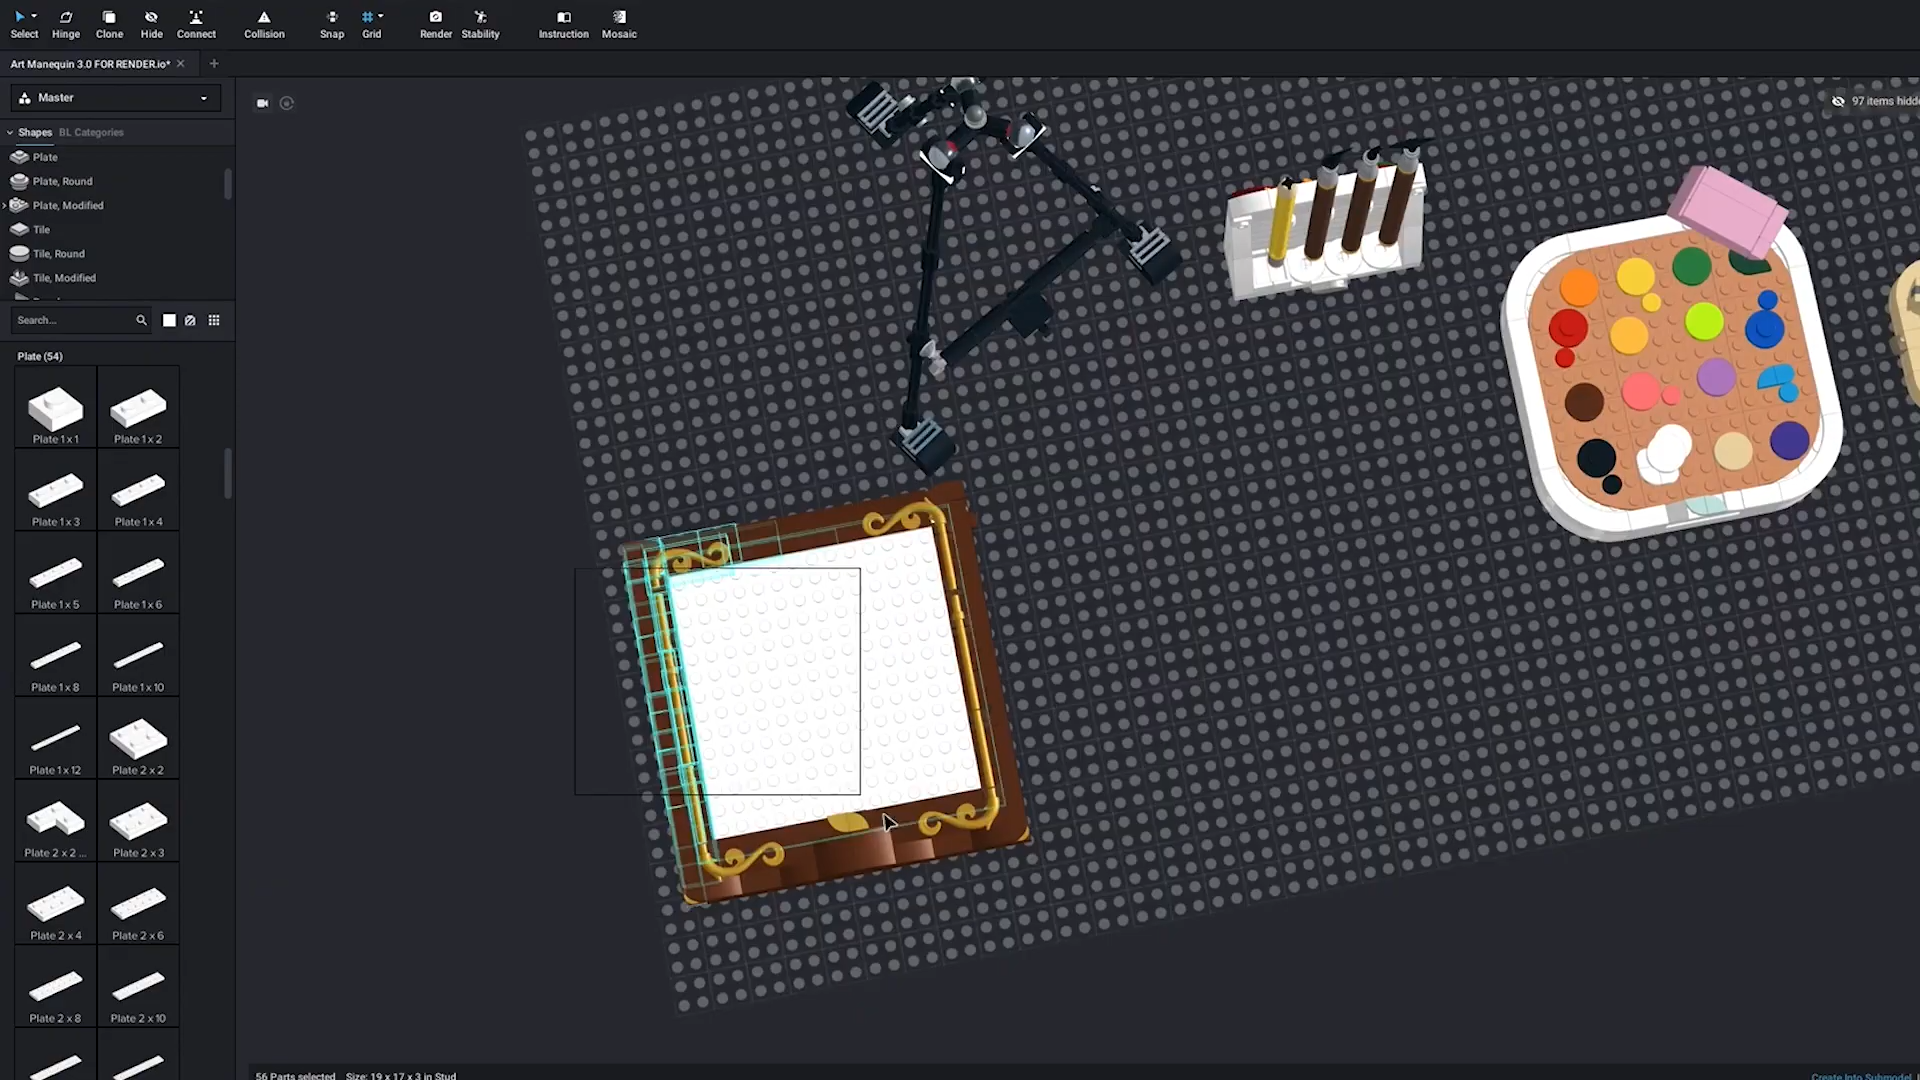 Select
Hinge
Clone
Hide
Connect
Collision
Snap
Grid
Render
Stability
Instruction
Mosaic
Art Manequin 3.0 FOR RENDER.io*
Master
Shapes
BL Categories
97 items hidde
Plate
Plate, Round
Plate, Modified
Tile
Tile, Round
Tile, Modified
Search...
Plate (54)
Plate 1 x 1
Plate 1 x 2
Plate 1 x 3
Plate 1 x 4
Plate 1 x 5
Plate 1 x 6
Plate 1 x 8
Plate 1 x 10
Plate 1 x 12
Plate 2 x 2
Plate 2 x 2 ...
Plate 2 x 3
Plate 2 x 4
Plate 2 x 6
Plate 2 x 8
Plate 2 x 10
56 Parts selected Size: 19 x 17 x 3 in Stud
Create Into Submodel